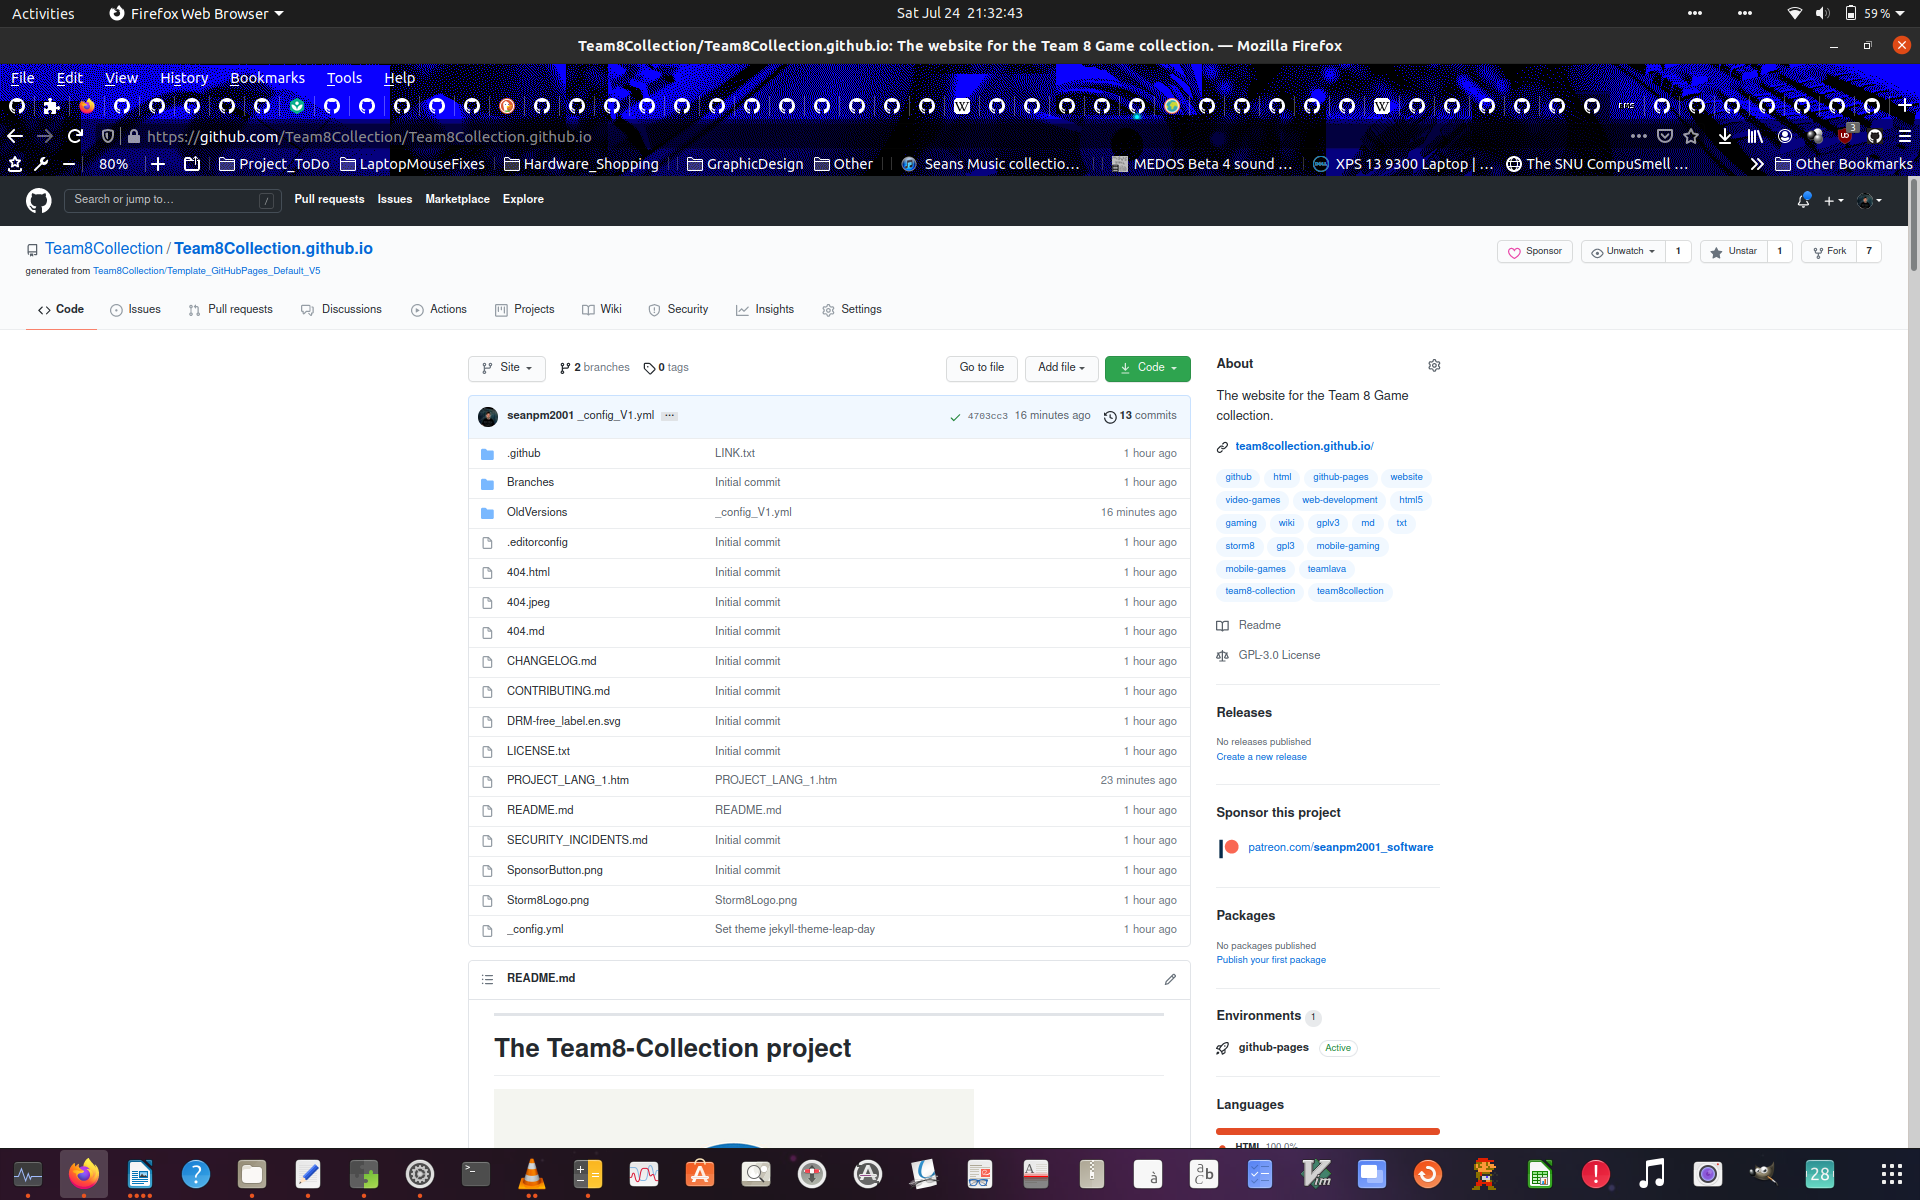 Activities Firefox Web Browser Sat Jul 24 21:32:43 59 %
Team8Collection/Team8Collection.github.io: The website for the Team 8 Game collection. — Mozilla Firefox
File Edit View History Bookmarks Tools Help
https://github.com/Team8Collection/Team8Collection.github.io 3
80% Project_ToDo LaptopMouseFixes Hardware_Shopping GraphicDesign Other Seans Music collectio… MEDOS Beta 4 sound … XPS 13 9300 Laptop | … The SNU CompuSmell … Other Bookmarks
Search or jump to… / Pull requests Issues Marketplace Explore
Team8Collection / Team8Collection.github.io Sponsor Unwatch 1 Unstar 1 Fork 7
generated from Team8Collection/Template_GitHubPages_Default_V5
Code Issues Pull requests Discussions Actions Projects Wiki Security Insights Settings
Site 2 branches 0 tags Go to file Add file Code
seanpm2001 _config_V1.yml ... 4703cc3 16 minutes ago 13 commits
.github LINK.txt 1 hour ago
Branches Initial commit 1 hour ago
OldVersions _config_V1.yml 16 minutes ago
.editorconfig Initial commit 1 hour ago
404.html Initial commit 1 hour ago
404.jpeg Initial commit 1 hour ago
404.md Initial commit 1 hour ago
CHANGELOG.md Initial commit 1 hour ago
CONTRIBUTING.md Initial commit 1 hour ago
DRM-free_label.en.svg Initial commit 1 hour ago
LICENSE.txt Initial commit 1 hour ago
PROJECT_LANG_1.htm PROJECT_LANG_1.htm 23 minutes ago
README.md README.md 1 hour ago
SECURITY_INCIDENTS.md Initial commit 1 hour ago
SponsorButton.png Initial commit 1 hour ago
Storm8Logo.png Storm8Logo.png 1 hour ago
_config.yml Set theme jekyll-theme-leap-day 1 hour ago
README.md
The Team8-Collection project
About
The website for the Team 8 Game
collection.
team8collection.github.io/
github html github-pages website
video-games web-development html5
gaming wiki gplv3 md txt
storm8 gpl3 mobile-gaming
mobile-games teamlava
team8-collection team8collection
Readme
GPL-3.0 License
Releases
No releases published
Create a new release
Sponsor this project
patreon.com/seanpm2001_software
Packages
No packages published
Publish your first package
Environments 1
github-pages Active
Languages
HTML 100.0%
28